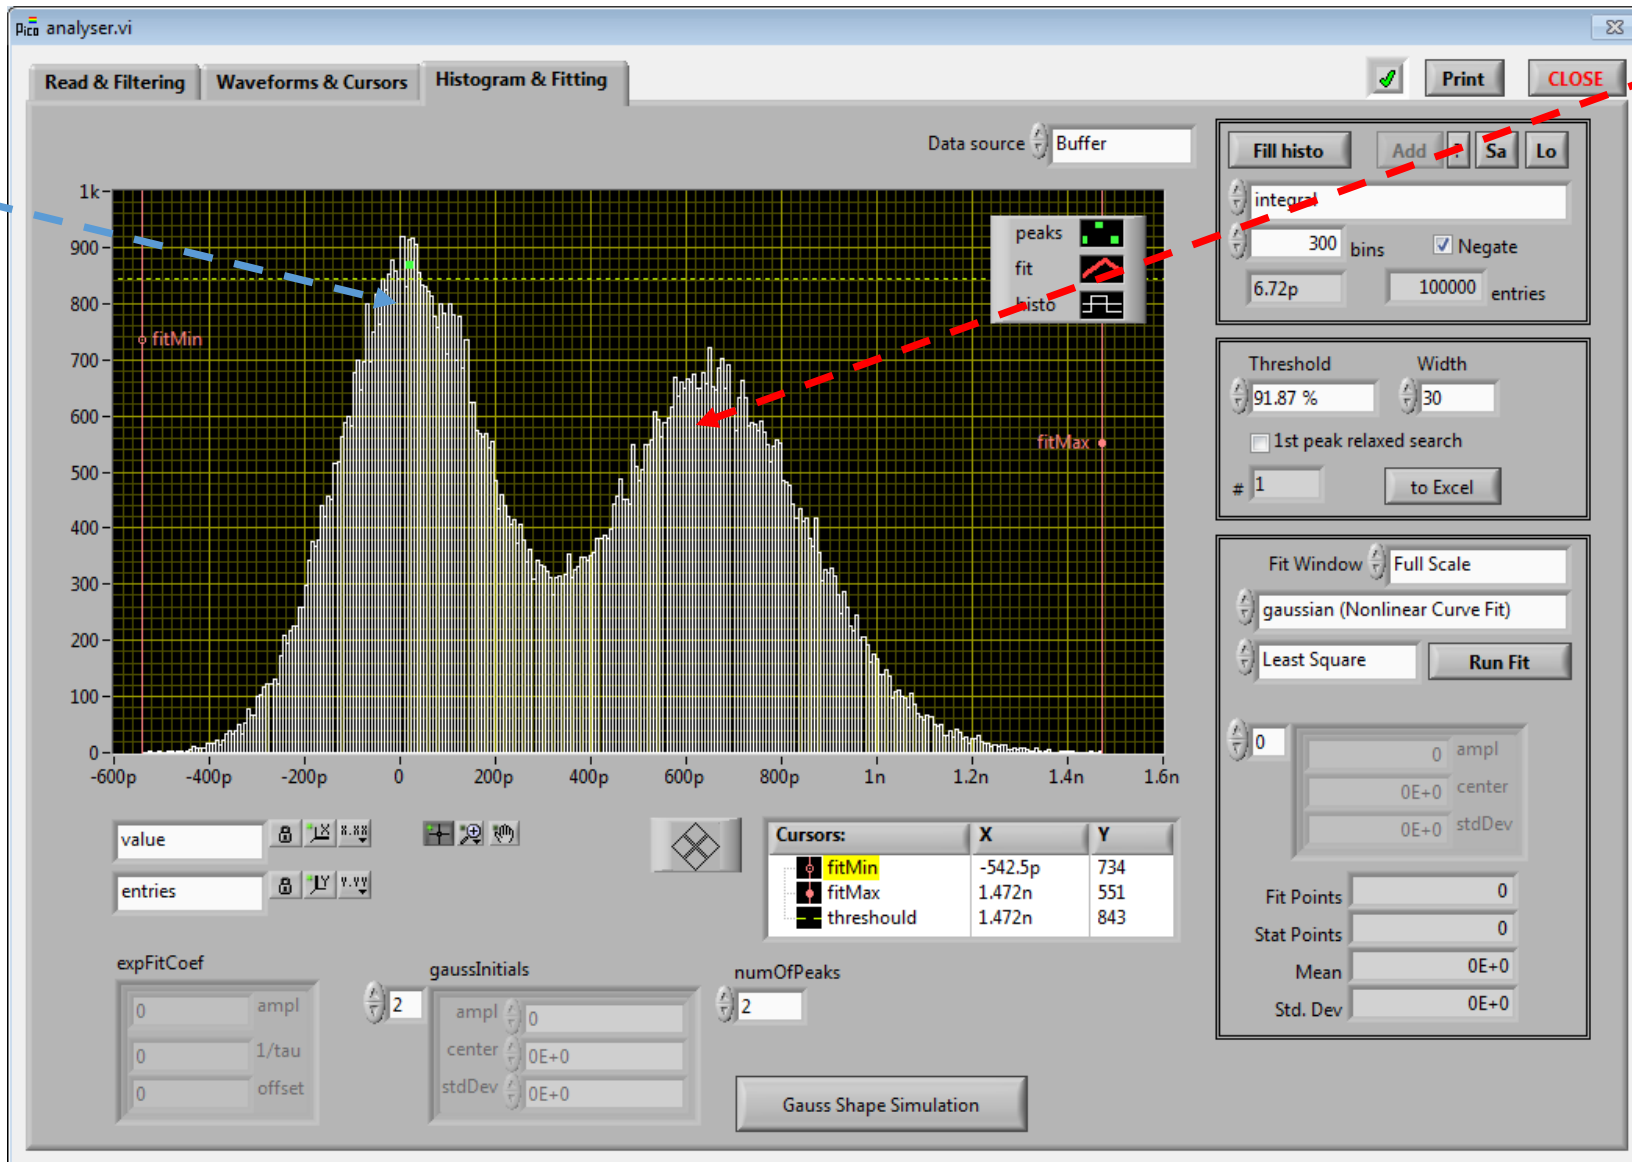 Pico analyser.vi
Read & Filtering Waveforms & Cursors Histogram & Fitting
Print CLOSE
Data source Buffer
1k
900
800
700
600
500
400
300
200
100
0
-600p -400p -200p 0 200p 400p 600p 800p 1n 1.2n 1.4n 1.6n
fitMin
fitMax
peaks
fit
histo
Fill histo Add Sa Lo
integral
300 bins Negate
6.72p 100000 entries
Threshold Width
91.87 % 30
1st peak relaxed search
# 1 to Excel
Fit Window Full Scale
gaussian (Nonlinear Curve Fit)
Least Square Run Fit
0
0 ampl
0E+0 center
0E+0 stdDev
Fit Points 0
Stat Points 0
Mean 0E+0
Std. Dev 0E+0
value X X.XX
entries Y Y.YY
Cursors: X Y
fitMin -542.5p 734
fitMax 1.472n 551
threshould 1.472n 843
expFitCoef
0 ampl
0 1/tau
0 offset
gaussInitials
2
ampl 0
center 0E+0
stdDev 0E+0
numOfPeaks
2
Gauss Shape Simulation